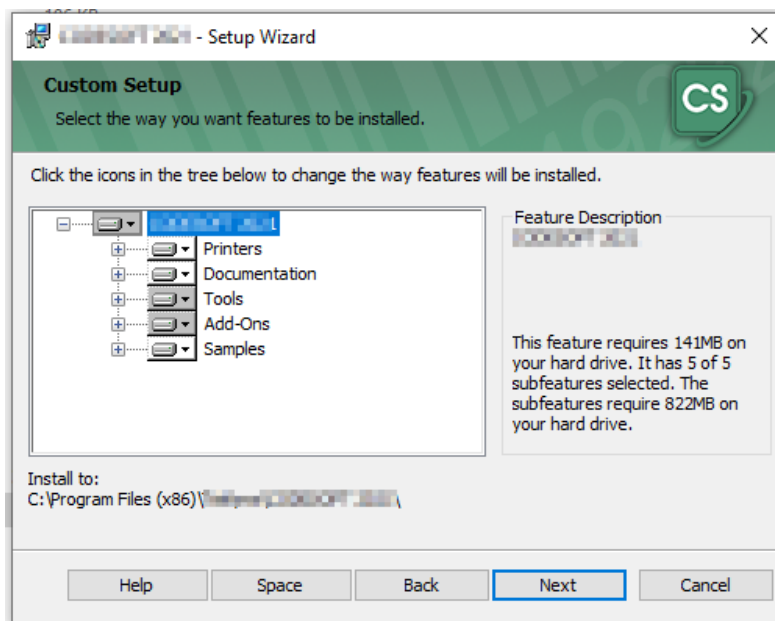 - Setup Wizard
Custom Setup
Select the way you want features to be installed.
CS
Click the icons in the tree below to change the way features will be installed.
Printers
Documentation
Tools
Add-Ons
Samples
Feature Description
This feature requires 141MB on
your hard drive. It has 5 of 5
subfeatures selected. The
subfeatures require 822MB on
your hard drive.
Install to:
C:\Program Files (x86)\
Help
Space
Back
Next
Cancel